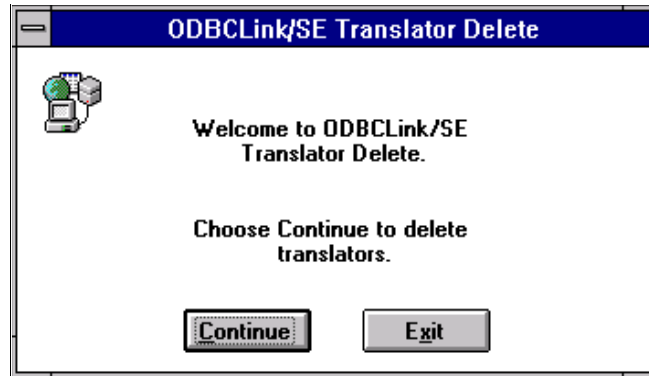 ODBCLink/SE Translator Delete
Welcome to ODBCLink/SE
Translator Delete.
Choose Continue to delete
translators.
Continue Exit